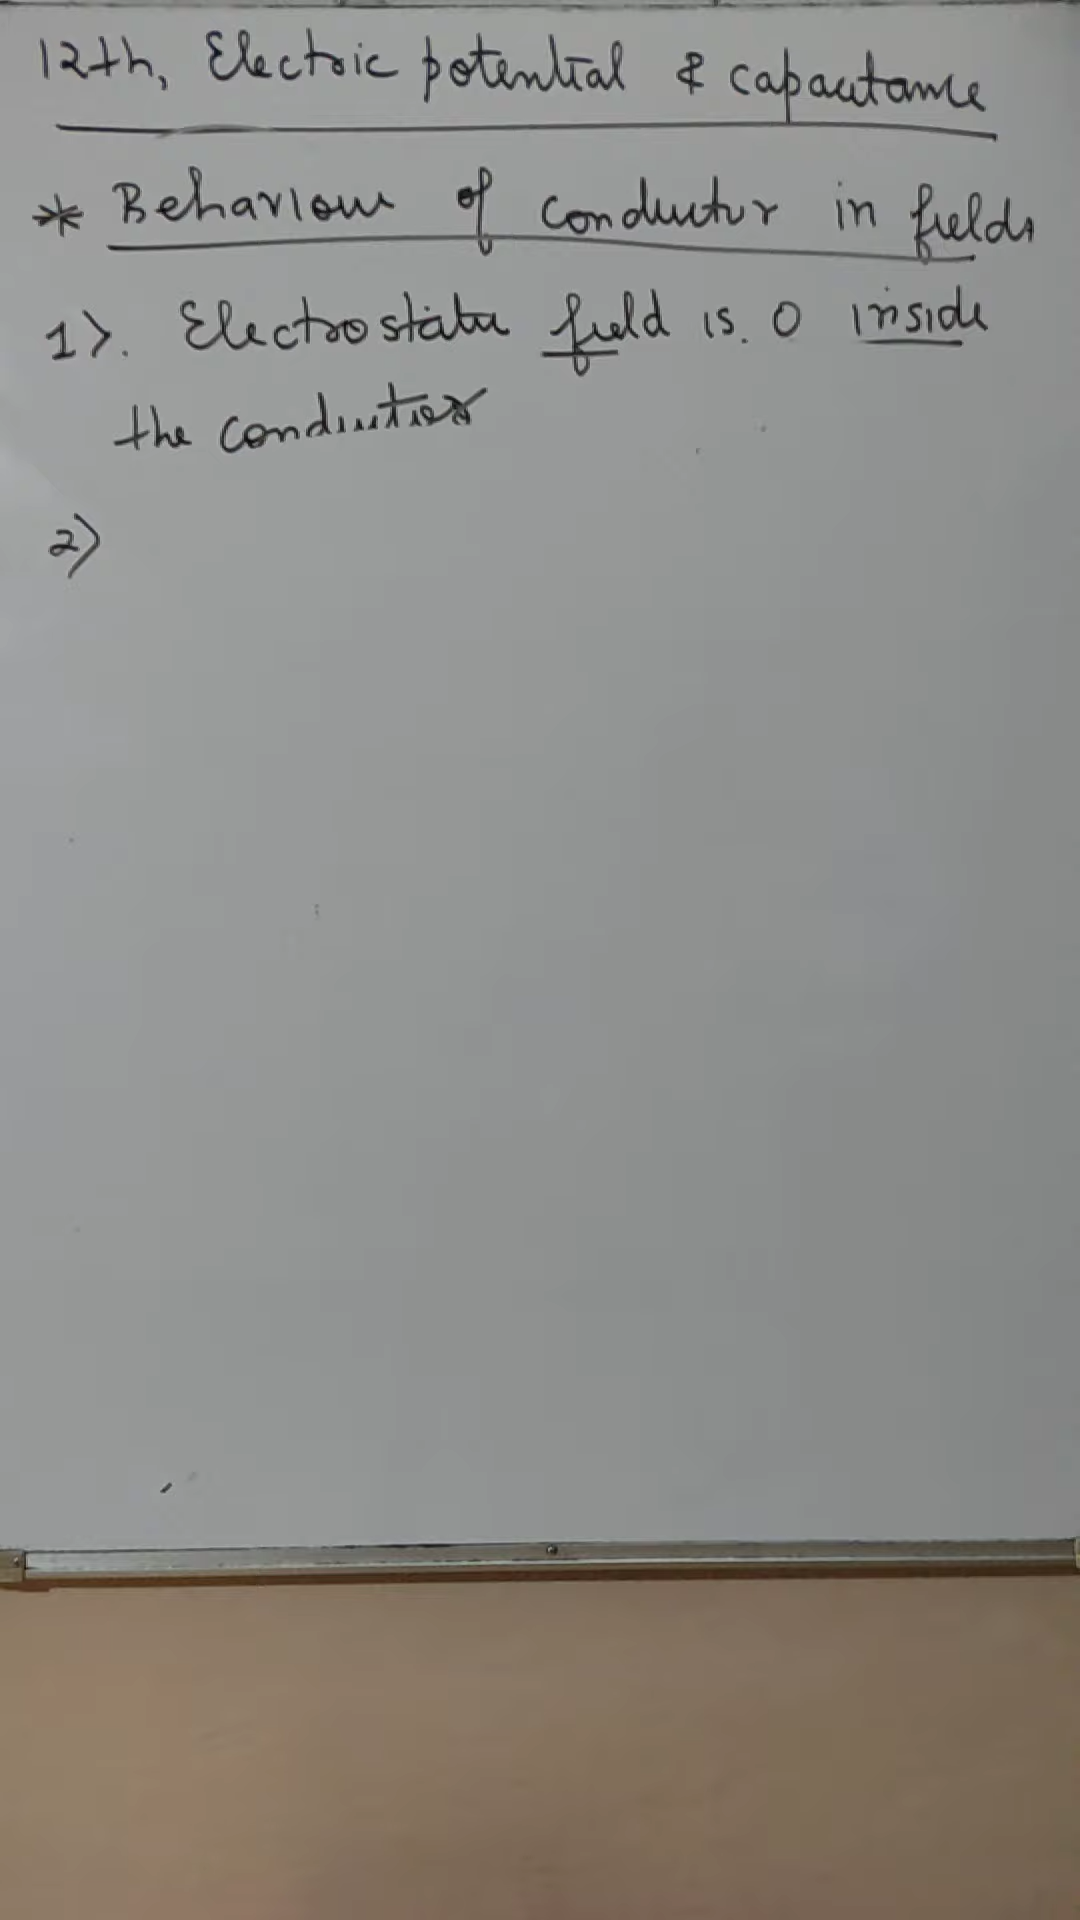 12th, Electric potential & capacitance
* Behaviour of conductor in fields
1). Electrostatic field is. 0 inside
the conductor
2)